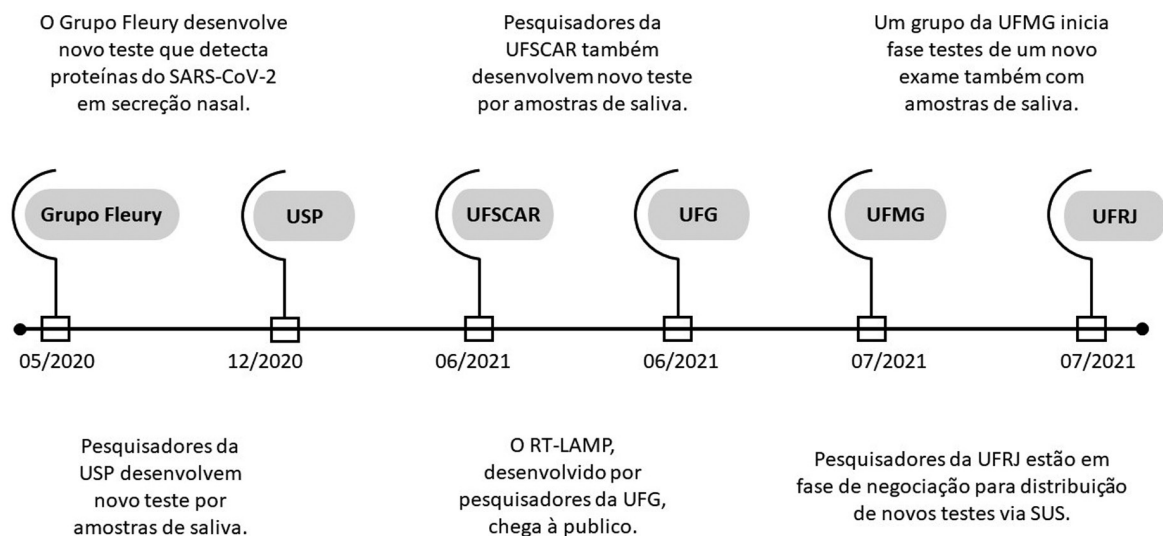 O Grupo Fleury desenvolve
novo teste que detecta
proteínas do SARS-CoV-2
em secreção nasal.
Pesquisadores da
UFSCAR também
desenvolvem novo teste
por amostras de saliva.
Um grupo da UFMG inicia
fase testes de um novo
exame também com
amostras de saliva.
Grupo Fleury
USP
UFSCAR
UFG
UFMG
UFRJ
05/2020
12/2020
06/2021
06/2021
07/2021
07/2021
Pesquisadores da
USP desenvolvem
novo teste por
amostras de saliva.
O RT-LAMP,
desenvolvido por
pesquisadores da UFG,
chega à publico.
Pesquisadores da UFRJ estão em
fase de negociação para distribuição
de novos testes via SUS.